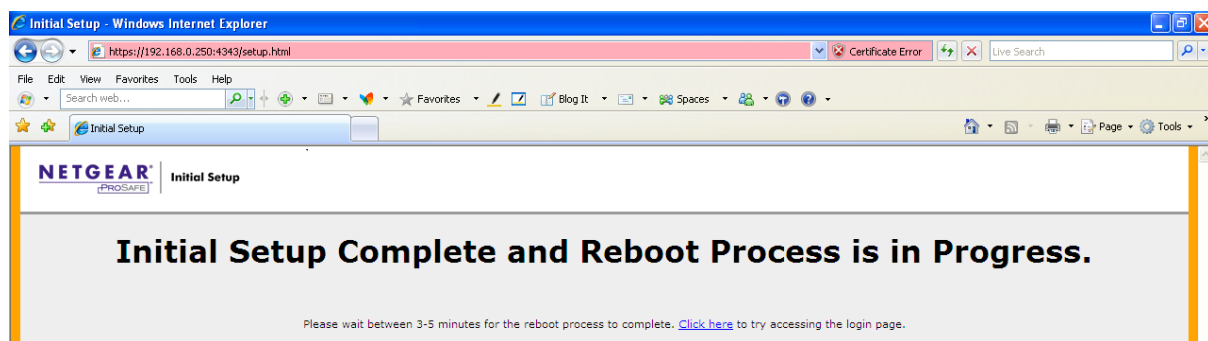 Initial Setup - Windows Internet Explorer
https://192.168.0.250:4343/setup.html Certificate Error Live Search
File Edit View Favorites Tools Help
Search web... Favorites Blog It Spaces
Initial Setup Page Tools
NETGEAR® PROSAFE Initial Setup
Initial Setup Complete and Reboot Process is in Progress.
Please wait between 3-5 minutes for the reboot process to complete. Click here to try accessing the login page.